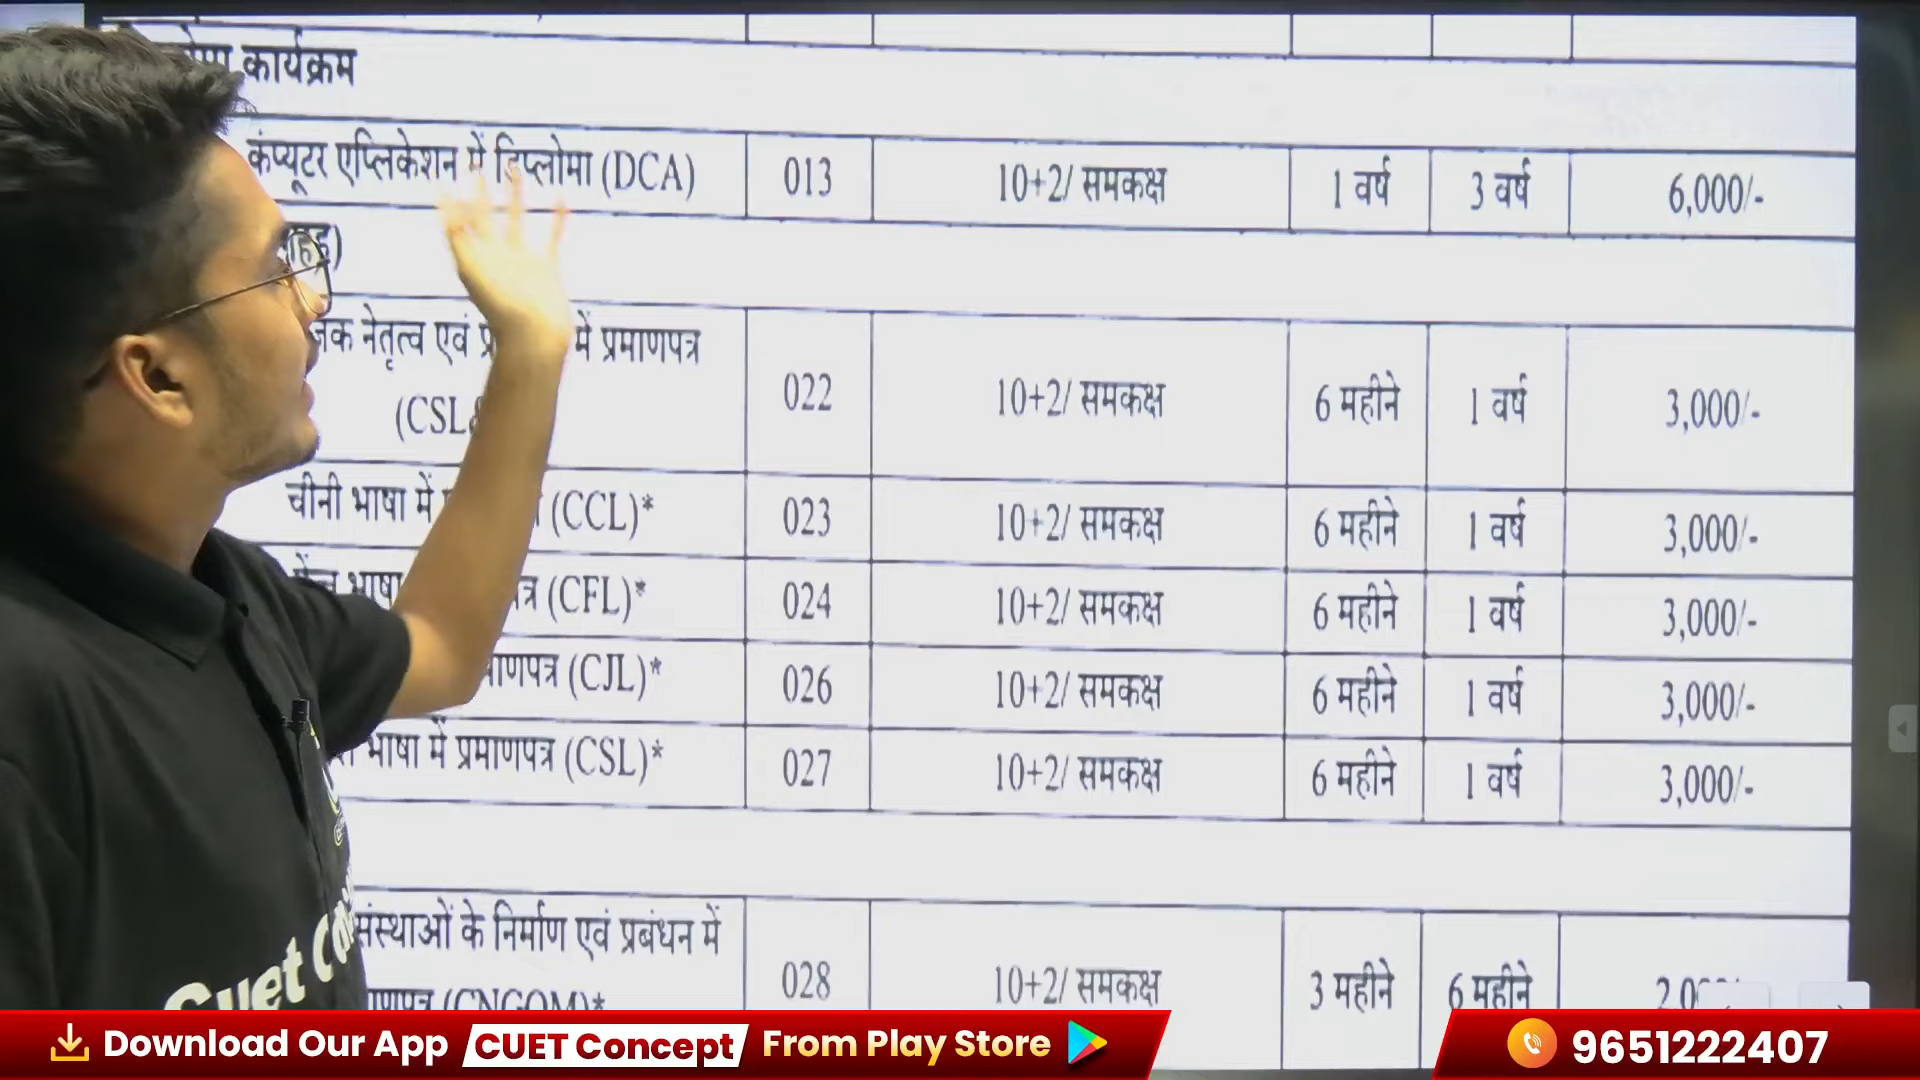 कार्यक्रम
कंप्यूटर एप्लिकेशन में डिप्लोमा (DCA) 013 10+2/ समकक्ष 1 वर्ष 3 वर्ष 6,000/-
नेतृत्व एवं में प्रमाणपत्र
022 10+2/ समकक्ष 6 महीने 1 वर्ष 3,000/-
चीनी भाषा में (CCL)* 023 10+2/ समकक्ष 6 महीने 1 वर्ष 3,000/-
(CFL)* 024 10+2/ समकक्ष 6 महीने 1 वर्ष 3,000/-
(CJL)* 026 10+2/ समकक्ष 6 महीने 1 वर्ष 3,000/-
भाषा में प्रमाणपत्र (CSL)* 027 10+2/ समकक्ष 6 महीने 1 वर्ष 3,000/-
संस्थाओं के निर्माण एवं प्रबंधन में
(CNGOM)* 028 10+2/ समकक्ष 3 महीने 6 महीने
Cuet
Download Our App CUET Concept From Play Store 9651222407